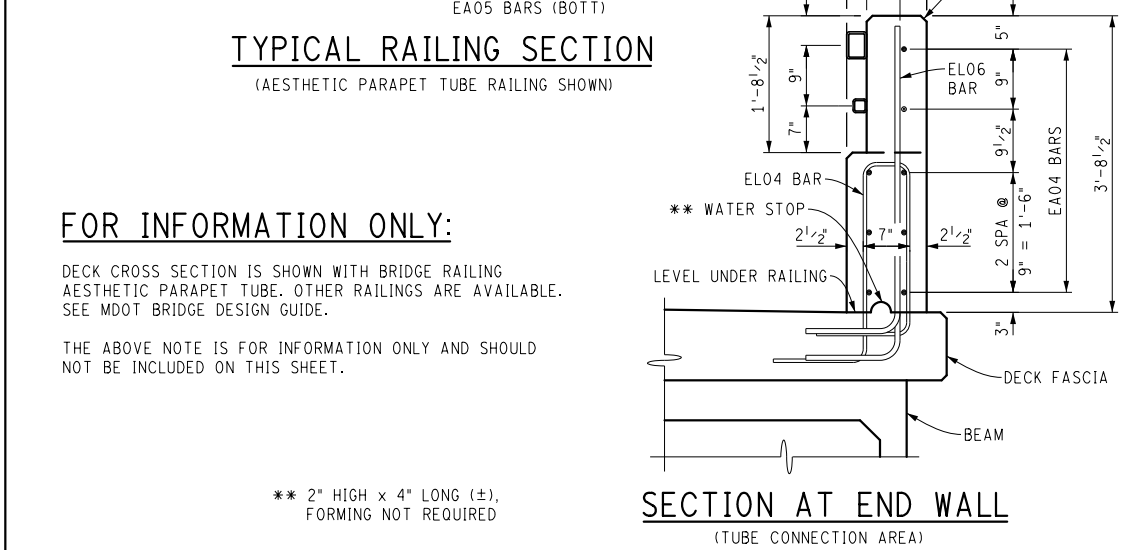 EA05 BARS (BOTT)
TYPICAL RAILING SECTION
(AESTHETIC PARAPET TUBE RAILING SHOWN)
FOR INFORMATION ONLY:
DECK CROSS SECTION IS SHOWN WITH BRIDGE RAILING
AESTHETIC PARAPET TUBE. OTHER RAILINGS ARE AVAILABLE.
SEE MDOT BRIDGE DESIGN GUIDE.
THE ABOVE NOTE IS FOR INFORMATION ONLY AND SHOULD
NOT BE INCLUDED ON THIS SHEET.
** 2" HIGH x 4" LONG (±),
FORMING NOT REQUIRED
1'-8 1/2"
9"
7"
EL06
BAR
5"
9"
9 1/2"
2 SPA @
9" = 1'-6"
3"
EA04 BARS
3'-8 1/2"
EL04 BAR
** WATER STOP
2 1/2"
7"
2 1/2"
LEVEL UNDER RAILING
DECK FASCIA
BEAM
SECTION AT END WALL
(TUBE CONNECTION AREA)